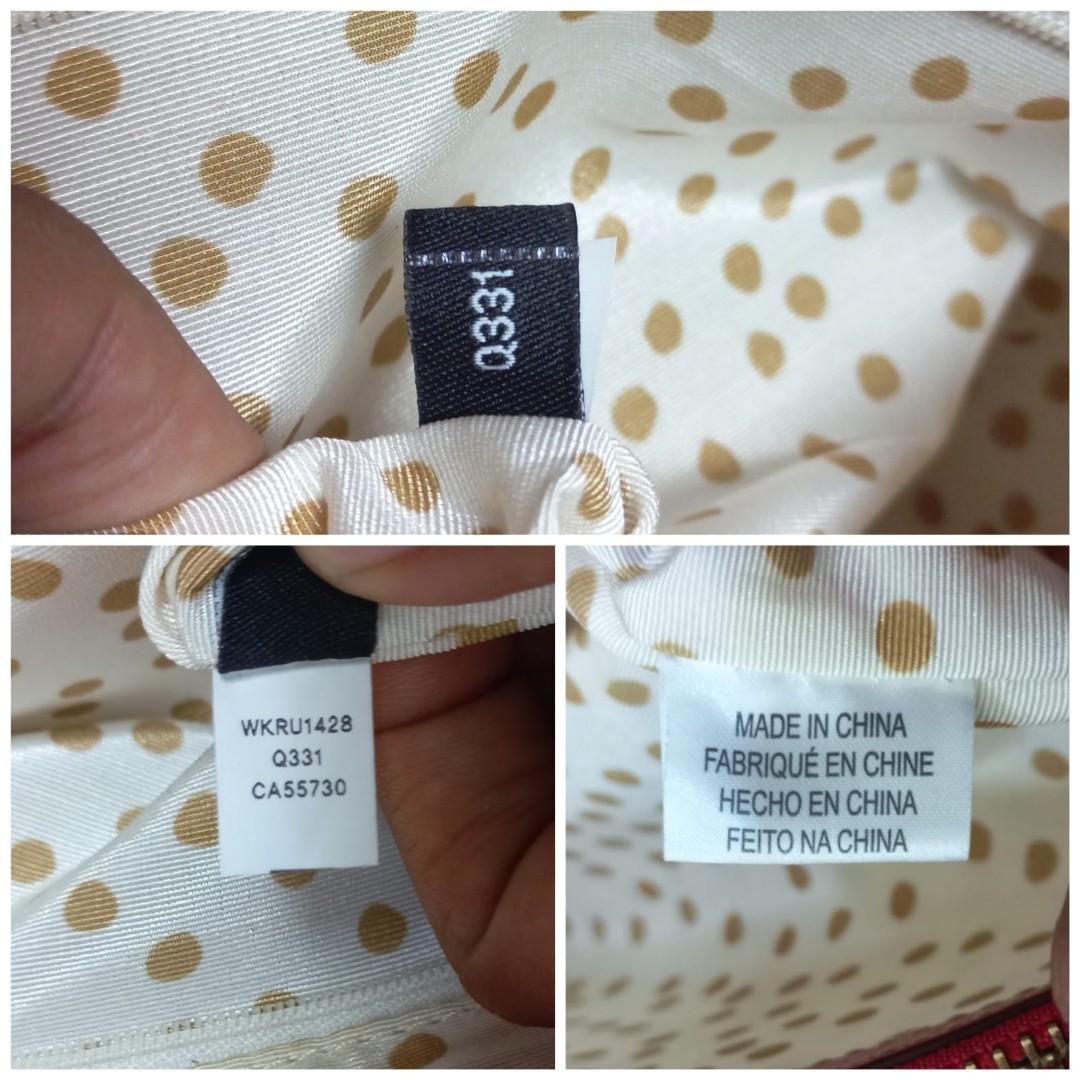 Q331
WKRU1428
Q331
CA55730
MADE IN CHINA
FABRIQUÉ EN CHINE
HECHO EN CHINA
FEITO NA CHINA